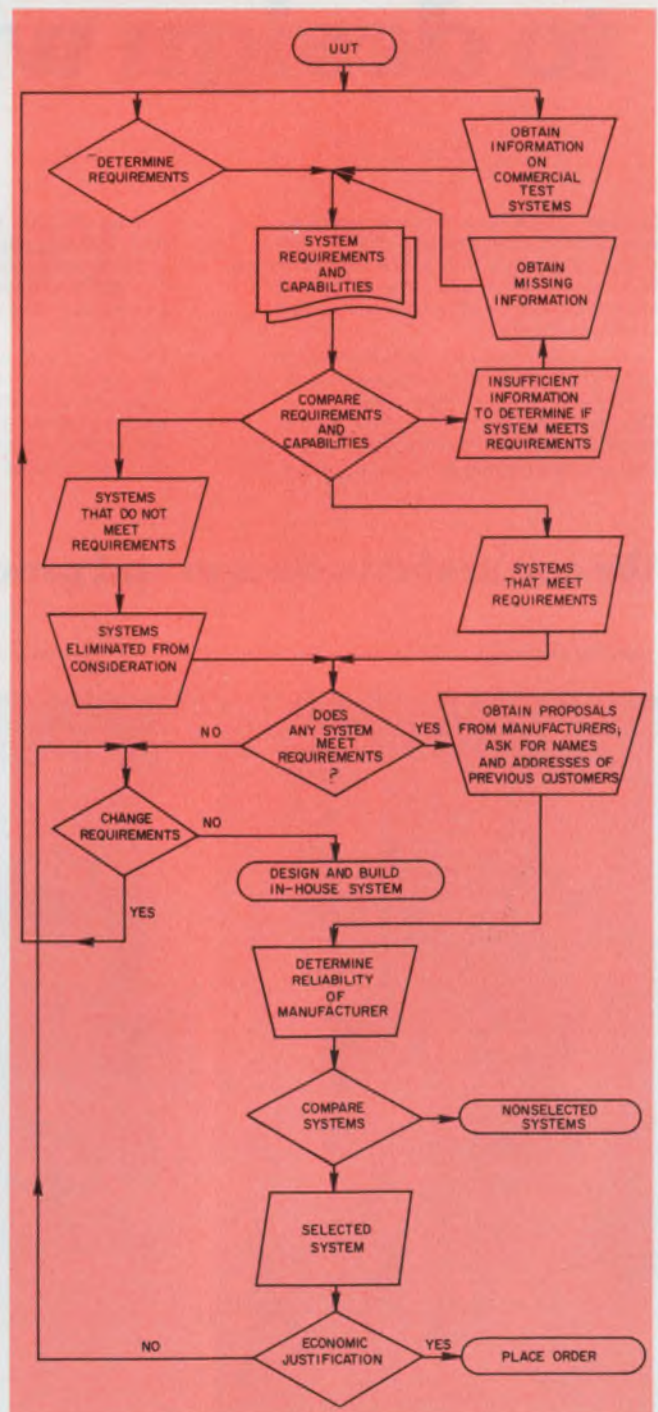 UUT
DETERMINE
REQUIREMENTS
OBTAIN
INFORMATION
ON
COMMERCIAL
TEST
SYSTEMS
SYSTEM
REQUIREMENTS
AND
CAPABILITIES
OBTAIN
MISSING
INFORMATION
COMPARE
REQUIREMENTS
AND
CAPABILITIES
INSUFFICIENT
INFORMATION
TO DETERMINE IF
SYSTEM MEETS
REQUIREMENTS
SYSTEMS
THAT DO NOT
MEET
REQUIREMENTS
SYSTEMS
THAT MEET
REQUIREMENTS
SYSTEMS
ELIMINATED FROM
CONSIDERATION
DOES
ANY SYSTEM
MEET
REQUIREMENTS
?
NO
YES
OBTAIN PROPOSALS
FROM MANUFACTURERS;
ASK FOR NAMES
AND ADDRESSES OF
PREVIOUS CUSTOMERS
CHANGE
REQUIREMENTS
NO
YES
DESIGN AND BUILD
IN-HOUSE SYSTEM
DETERMINE
RELIABILITY
OF
MANUFACTURER
COMPARE
SYSTEMS
NONSELECTED
SYSTEMS
SELECTED
SYSTEM
NO
ECONOMIC
JUSTIFICATION
YES
PLACE ORDER